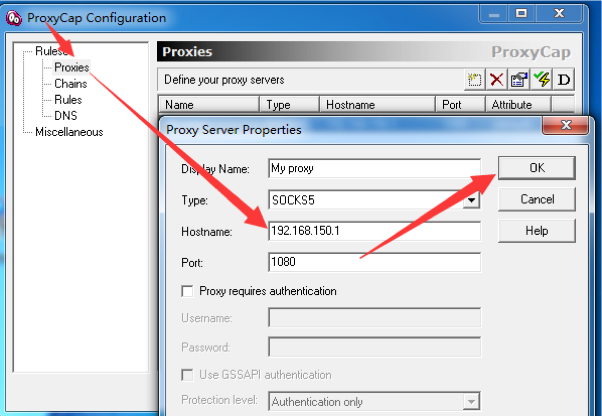 ProxyCap Configuration
Rules
Proxies
Chains
Rules
DNS
Miscellaneous
Proxies
ProxyCap
Define your proxy servers
D
Name Type Hostname Port Attribute
Proxy Server Properties
Display Name: My proxy
OK
Type: SOCKS5
Cancel
Hostname: 192.168.150.1
Help
Port: 1080
Proxy requires authentication
Username:
Password:
Use GSSAPI authentication
Protection level: Authentication only